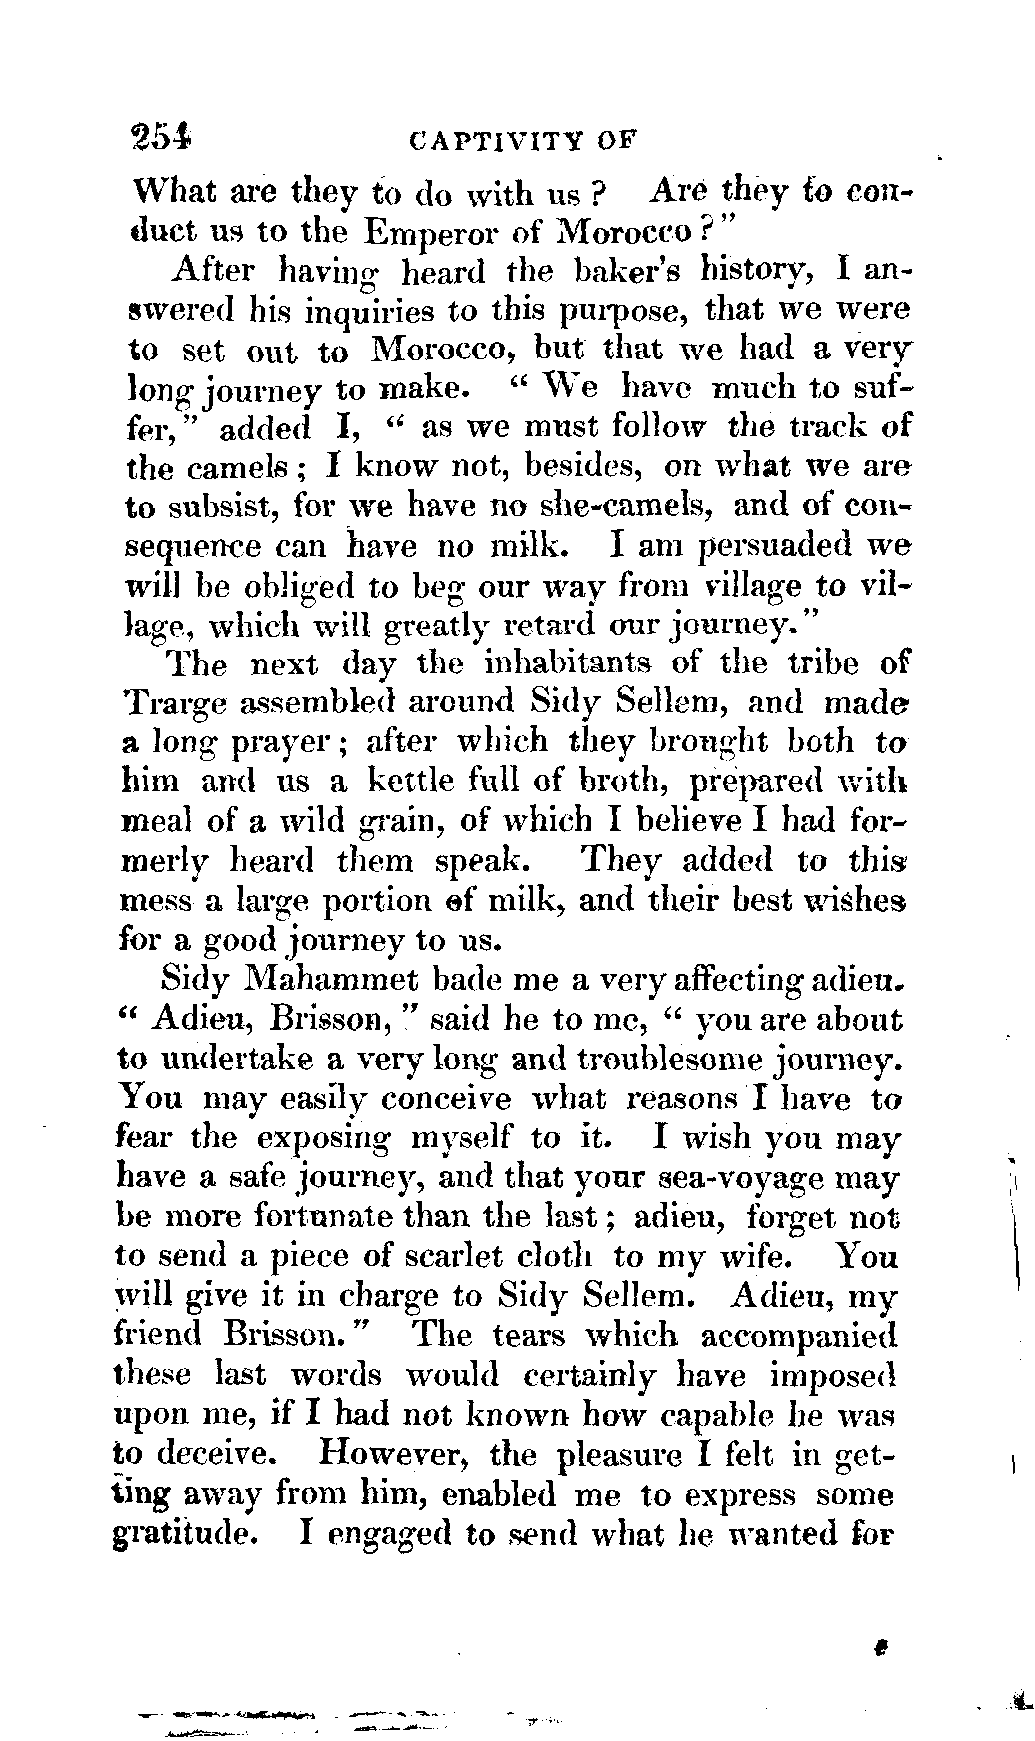 254 CAPTIVITY OF
What are they to do with us ? Are they to con-
duct us to the Emperor of Morocco ?"
After having heard the baker's history, I an-
swered his inquiries to this purpose, that we were
to set out to Morocco, but that we had a very
long journey to make. " We have much to suf-
fer," added I, " as we must follow the track of
the camels ; I know not, besides, on what we are
to subsist, for we have no she-camels, and of con-
sequence can have no milk. I am persuaded we
will be obliged to beg our way from village to vil-
lage, which will greatly retard our journey."
The next day the inhabitants of the tribe of
Trarge assembled around Sidy Sellem, and made
a long prayer ; after which they brought both to
him and us a kettle full of broth, prepared with
meal of a wild grain, of which I believe I had for-
merly heard them speak. They added to this
mess a large portion of milk, and their best wishes
for a good journey to us.
Sidy Mahammet bade me a very affecting adieu.
" Adieu, Brisson," said he to me, " you are about
to undertake a very long and troublesome journey.
You may easily conceive what reasons I have to
fear the exposing myself to it. I wish you may
have a safe journey, and that your sea-voyage may
be more fortunate than the last ; adieu, forget not
to send a piece of scarlet cloth to my wife. You
will give it in charge to Sidy Sellem. Adieu, my
friend Brisson." The tears which accompanied
these last words would certainly have imposed
upon me, if I had not known how capable he was
to deceive. However, the pleasure I felt in get-
ting away from him, enabled me to express some
gratitude. I engaged to send what he wanted for